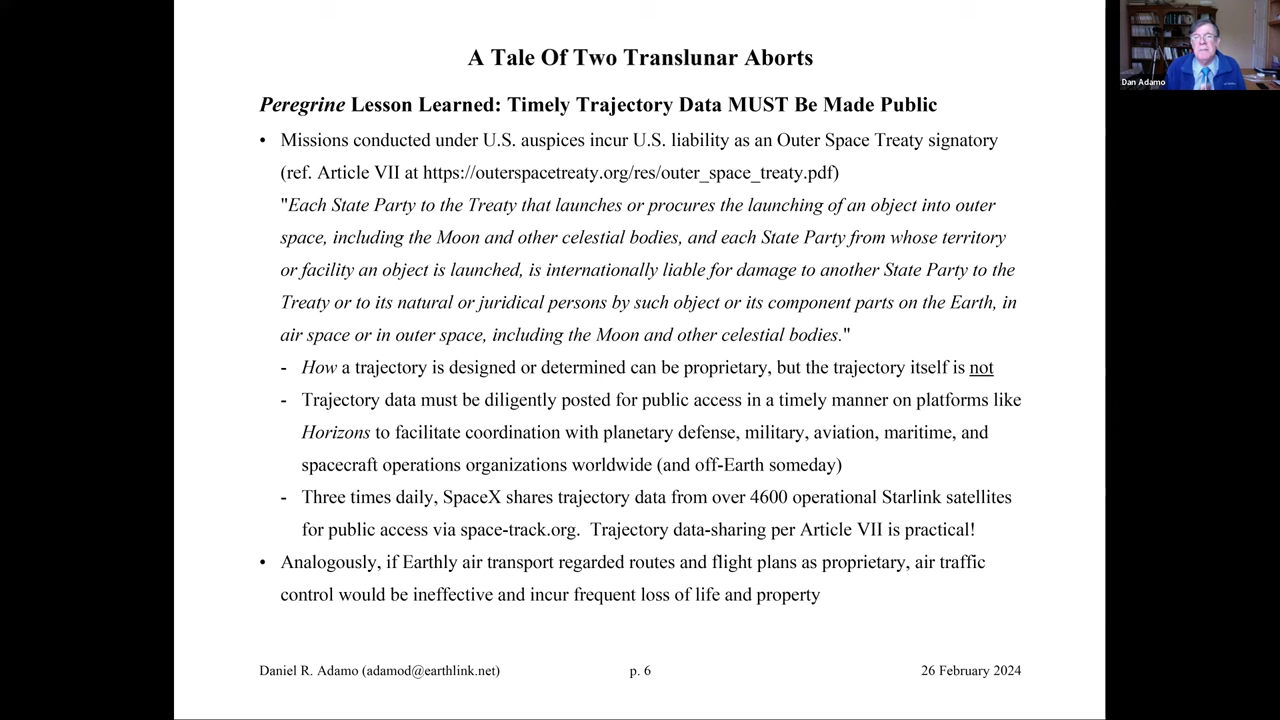 A Tale Of Two Translunar Aborts
Dan Adamo
Peregrine Lesson Learned: Timely Trajectory Data MUST Be Made Public
• Missions conducted under U.S. auspices incur U.S. liability as an Outer Space Treaty signatory
(ref. Article VII at https://outerspacetreaty.org/res/outer_space_treaty.pdf)
"Each State Party to the Treaty that launches or procures the launching of an object into outer
space, including the Moon and other celestial bodies, and each State Party from whose territory
or facility an object is launched, is internationally liable for damage to another State Party to the
Treaty or to its natural or juridical persons by such object or its component parts on the Earth, in
air space or in outer space, including the Moon and other celestial bodies."
- How a trajectory is designed or determined can be proprietary, but the trajectory itself is not
- Trajectory data must be diligently posted for public access in a timely manner on platforms like
Horizons to facilitate coordination with planetary defense, military, aviation, maritime, and
spacecraft operations organizations worldwide (and off-Earth someday)
- Three times daily, SpaceX shares trajectory data from over 4600 operational Starlink satellites
for public access via space-track.org. Trajectory data-sharing per Article VII is practical!
• Analogously, if Earthly air transport regarded routes and flight plans as proprietary, air traffic
control would be ineffective and incur frequent loss of life and property
Daniel R. Adamo (adamod@earthlink.net)
p. 6
26 February 2024